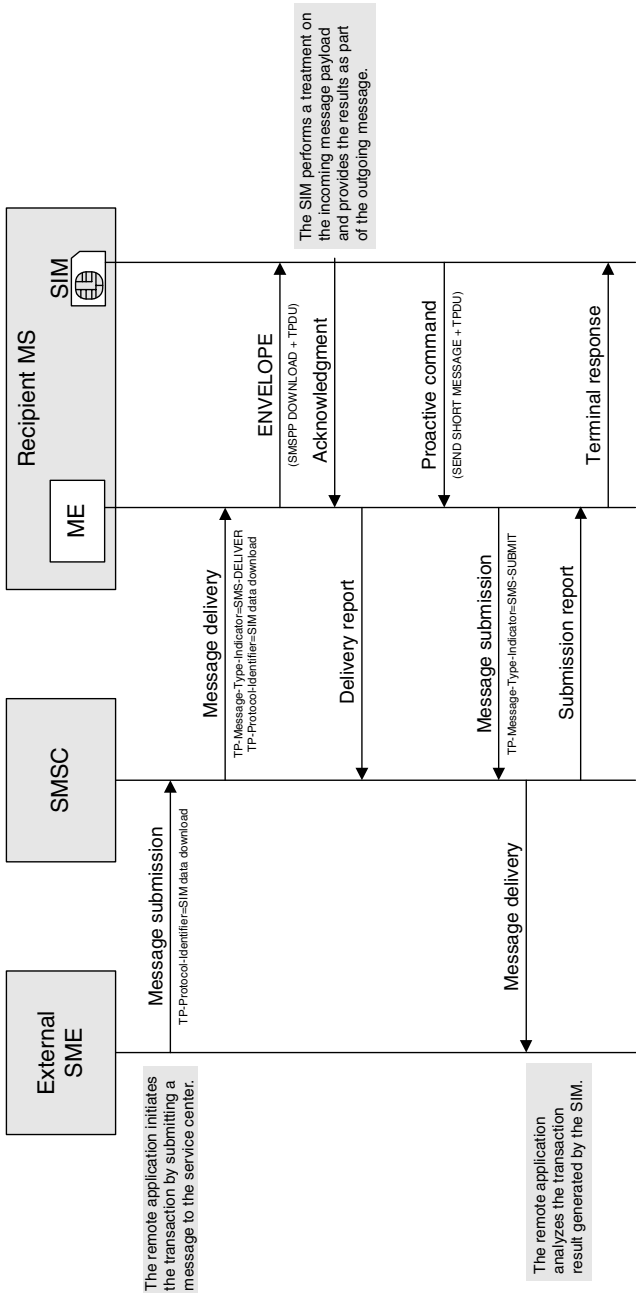 External
SME
SMSC
Recipient MS
ME
SIM
The remote application initiates
the transaction by submitting a
message to the service center.
Message submission
TP-Protocol-Identifier=SIM data download
Message delivery
TP-Message-Type-Indicator=SMS-DELIVER
TP-Protocol-Identifier=SIM data download
ENVELOPE
(SMSPP DOWNLOAD + TPDU)
The SIM performs a treatment on
the incoming message payload
and provides the results as part
of the outgoing message.
Acknowledgment
Delivery report
Proactive command
(SEND SHORT MESSAGE + TPDU)
Message submission
TP-Message-Type-Indicator=SMS-SUBMIT
Message delivery
The remote application
analyzes the transaction
result generated by the SIM.
Submission report
Terminal response